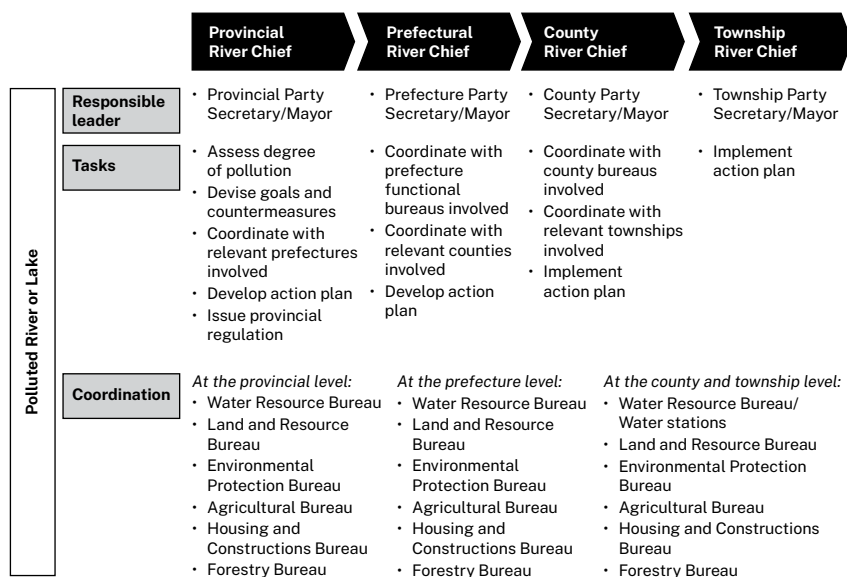 Provincial
River Chief
Prefectural
River Chief
County
River Chief
Township
River Chief
Polluted River or Lake
Responsible
leader
• Provincial Party
Secretary/Mayor
• Prefecture Party
Secretary/Mayor
• County Party
Secretary/Mayor
• Township Party
Secretary/Mayor
Tasks
• Assess degree
of pollution
• Devise goals and
countermeasures
• Coordinate with
relevant prefectures
involved
• Develop action plan
• Issue provincial
regulation
• Coordinate with
prefecture
functional
bureaus involved
• Coordinate with
relevant counties
involved
• Develop action
plan
• Coordinate with
county bureaus
involved
• Coordinate with
relevant townships
involved
• Implement
action plan
• Implement
action plan
Coordination
At the provincial level:
• Water Resource Bureau
• Land and Resource
Bureau
• Environmental
Protection Bureau
• Agricultural Bureau
• Housing and
Constructions Bureau
• Forestry Bureau
At the prefecture level:
• Water Resource Bureau
• Land and Resource
Bureau
• Environmental
Protection Bureau
• Agricultural Bureau
• Housing and
Constructions Bureau
• Forestry Bureau
At the county and township level:
• Water Resource Bureau/
Water stations
• Land and Resource Bureau
• Environmental Protection
Bureau
• Agricultural Bureau
• Housing and Constructions
Bureau
• Forestry Bureau